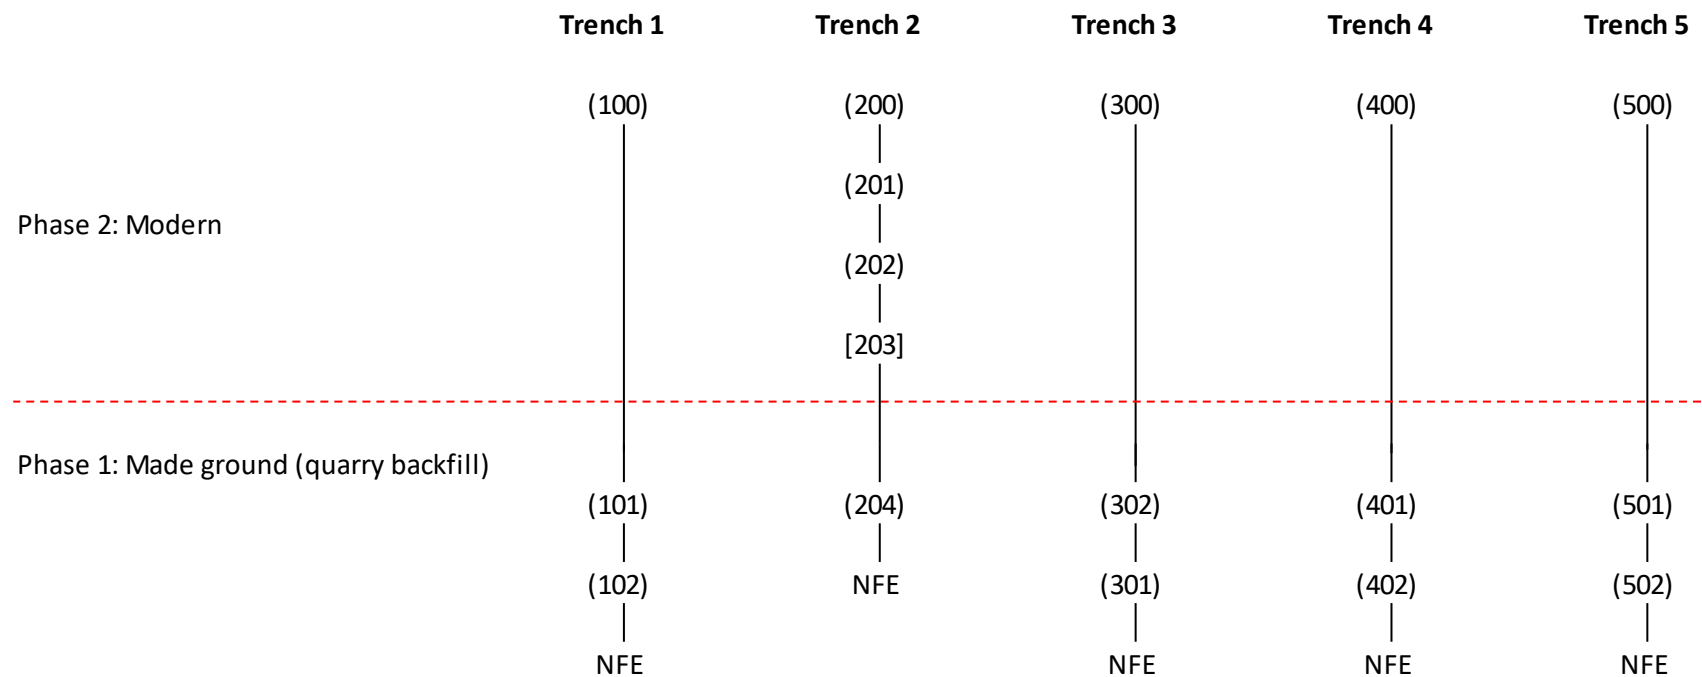 Trench 1 Trench 2 Trench 3 Trench 4 Trench 5
(100) (200) (300) (400) (500)
(201)
Phase 2: Modern
(202)
[203]
Phase 1: Made ground (quarry backfill)
(101) (204) (302) (401) (501)
(102) NFE (301) (402) (502)
NFE NFE NFE NFE